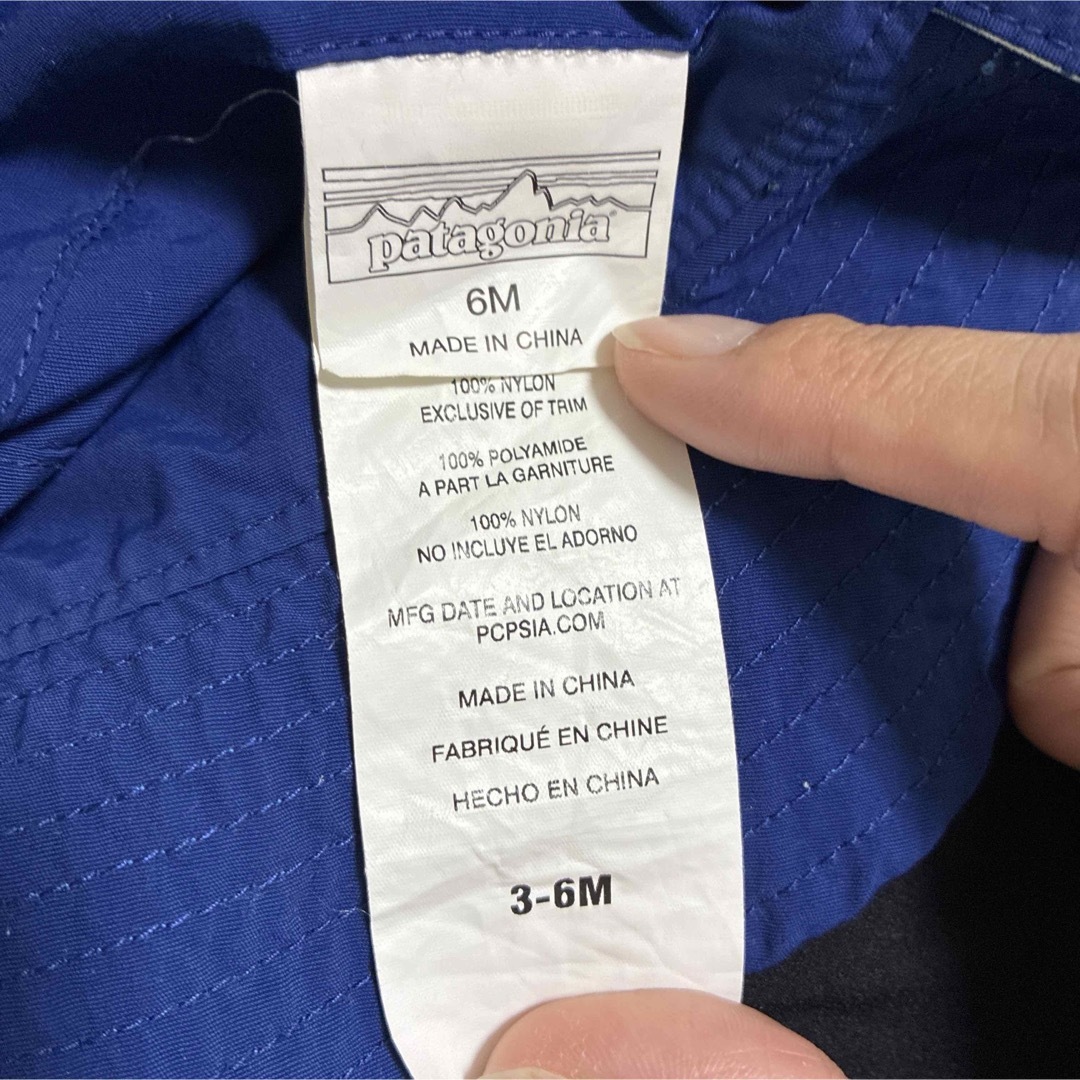 patagonia®
6M
MADE IN CHINA
100% NYLON
EXCLUSIVE OF TRIM
100% POLYAMIDE
A PART LA GARNITURE
100% NYLON
NO INCLUYE EL ADORNO
MFG DATE AND LOCATION AT
PCPSIA.COM
MADE IN CHINA
FABRIQUÉ EN CHINE
HECHO EN CHINA
3-6M